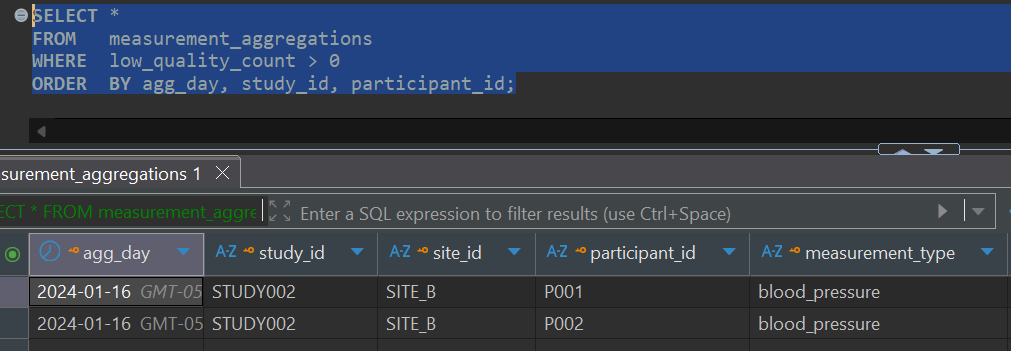 SELECT *
FROM measurement_aggregations
WHERE low_quality_count > 0
ORDER BY agg_day, study_id, participant_id;
surement_aggregations 1
ECT * FROM measurement_aggre
Enter a SQL expression to filter results (use Ctrl+Space)
agg_day A-Z study_id A-Z site_id A-Z participant_id A-Z measurement_type
2024-01-16 GMT-05 STUDY002 SITE_B P001 blood_pressure
2024-01-16 GMT-05 STUDY002 SITE_B P002 blood_pressure